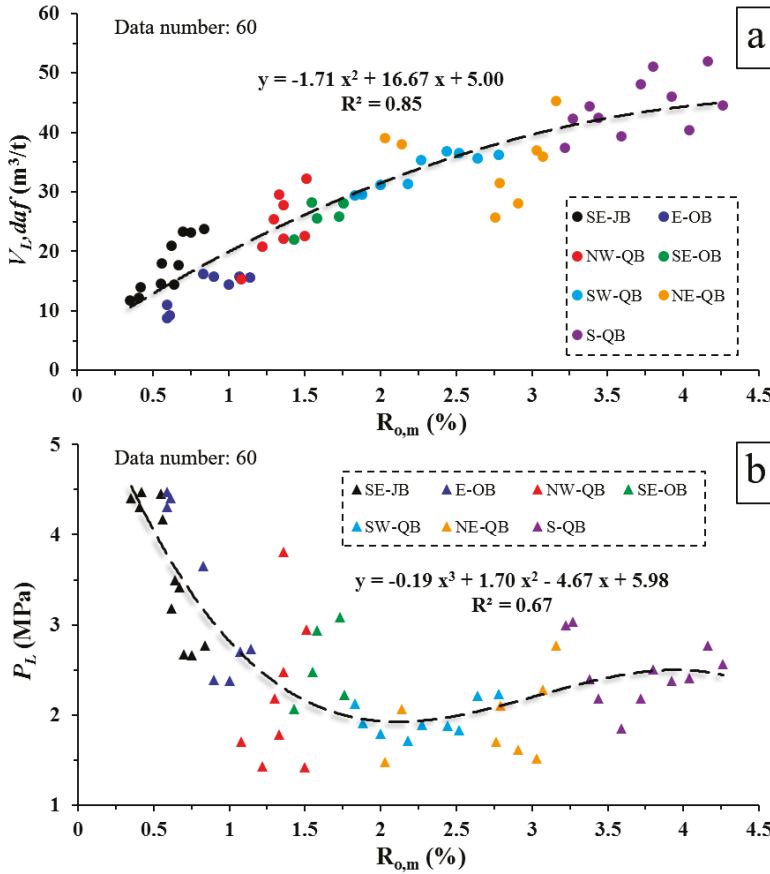 a
Data number: 60
y = -1.71 x² + 16.67 x + 5.00
R² = 0.85
V_L,daf (m³/t)
60
50
40
30
20
10
0
SE-JB E-OB
NW-QB SE-OB
SW-QB NE-QB
S-QB
0 0.5 1 1.5 2 2.5 3 3.5 4 4.5
R_o,m (%)
b
Data number: 60
SE-JB E-OB NW-QB SE-OB
SW-QB NE-QB S-QB
y = -0.19 x³ + 1.70 x² - 4.67 x + 5.98
R² = 0.67
P_L (MPa)
5
4
3
2
1
0 0.5 1 1.5 2 2.5 3 3.5 4 4.5
R_o,m (%)